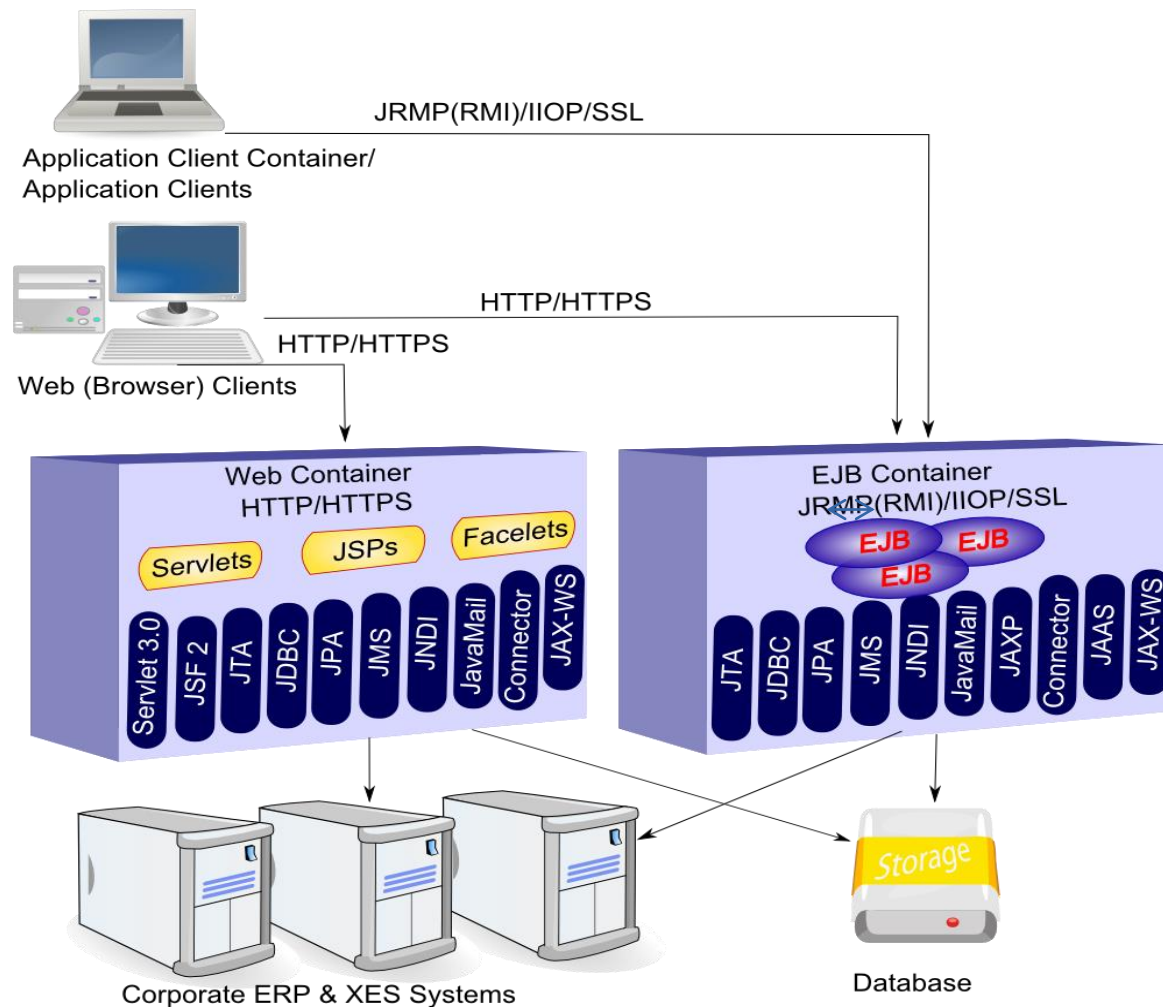 JRMP(RMI)/IIOP/SSL
Application Client Container/
Application Clients
HTTP/HTTPS
HTTP/HTTPS
Web (Browser) Clients
Web Container
HTTP/HTTPS
Servlets
JSPs
Facelets
Servlet 3.0
JSF 2
JTA
JDBC
JPA
JMS
JNDI
JavaMail
Connector
JAX-WS
EJB Container
JRMP(RMI)/IIOP/SSL
EJB
EJB
EJB
JTA
JDBC
JPA
JMS
JNDI
JavaMail
JAXP
Connector
JAAS
JAX-WS
Storage
Database
Corporate ERP & XES Systems